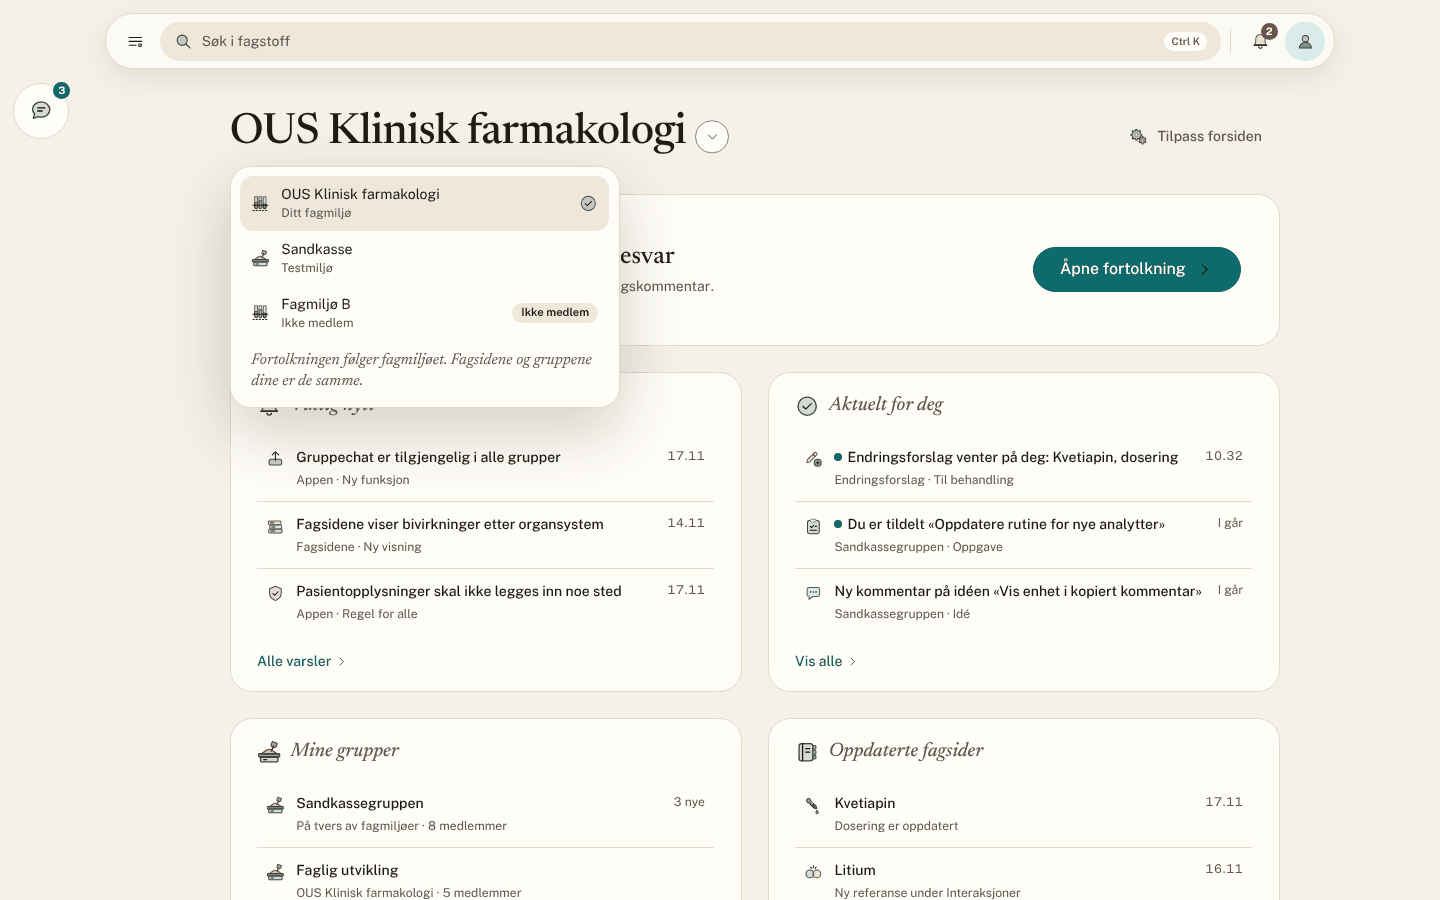 Søk i fagstoff
Ctrl K
2
3
OUS Klinisk farmakologi
Tilpass forsiden
OUS Klinisk farmakologi
Ditt fagmiljø
Sandkasse
Testmiljø
Fagmiljø B
Ikke medlem
Ikke medlem
Fortolkningen følger fagmiljøet. Fagsidene og gruppene
dine er de samme.
esvar
gskommentar.
Åpne fortolkning
Gruppechat er tilgjengelig i alle grupper
17.11
Appen · Ny funksjon
Fagsidene viser bivirkninger etter organsystem
14.11
Fagsidene · Ny visning
Pasientopplysninger skal ikke legges inn noe sted
17.11
Appen · Regel for alle
Alle varsler
Aktuelt for deg
Endringsforslag venter på deg: Kvetiapin, dosering
10.32
Endringsforslag · Til behandling
Du er tildelt «Oppdatere rutine for nye analytter»
I går
Sandkassegruppen · Oppgave
Ny kommentar på idéen «Vis enhet i kopiert kommentar»
I går
Sandkassegruppen · Idé
Vis alle
Mine grupper
Sandkassegruppen
3 nye
På tvers av fagmiljøer · 8 medlemmer
Faglig utvikling
OUS Klinisk farmakologi · 5 medlemmer
Oppdaterte fagsider
Kvetiapin
17.11
Dosering er oppdatert
Litium
16.11
Ny referanse under Interaksjoner